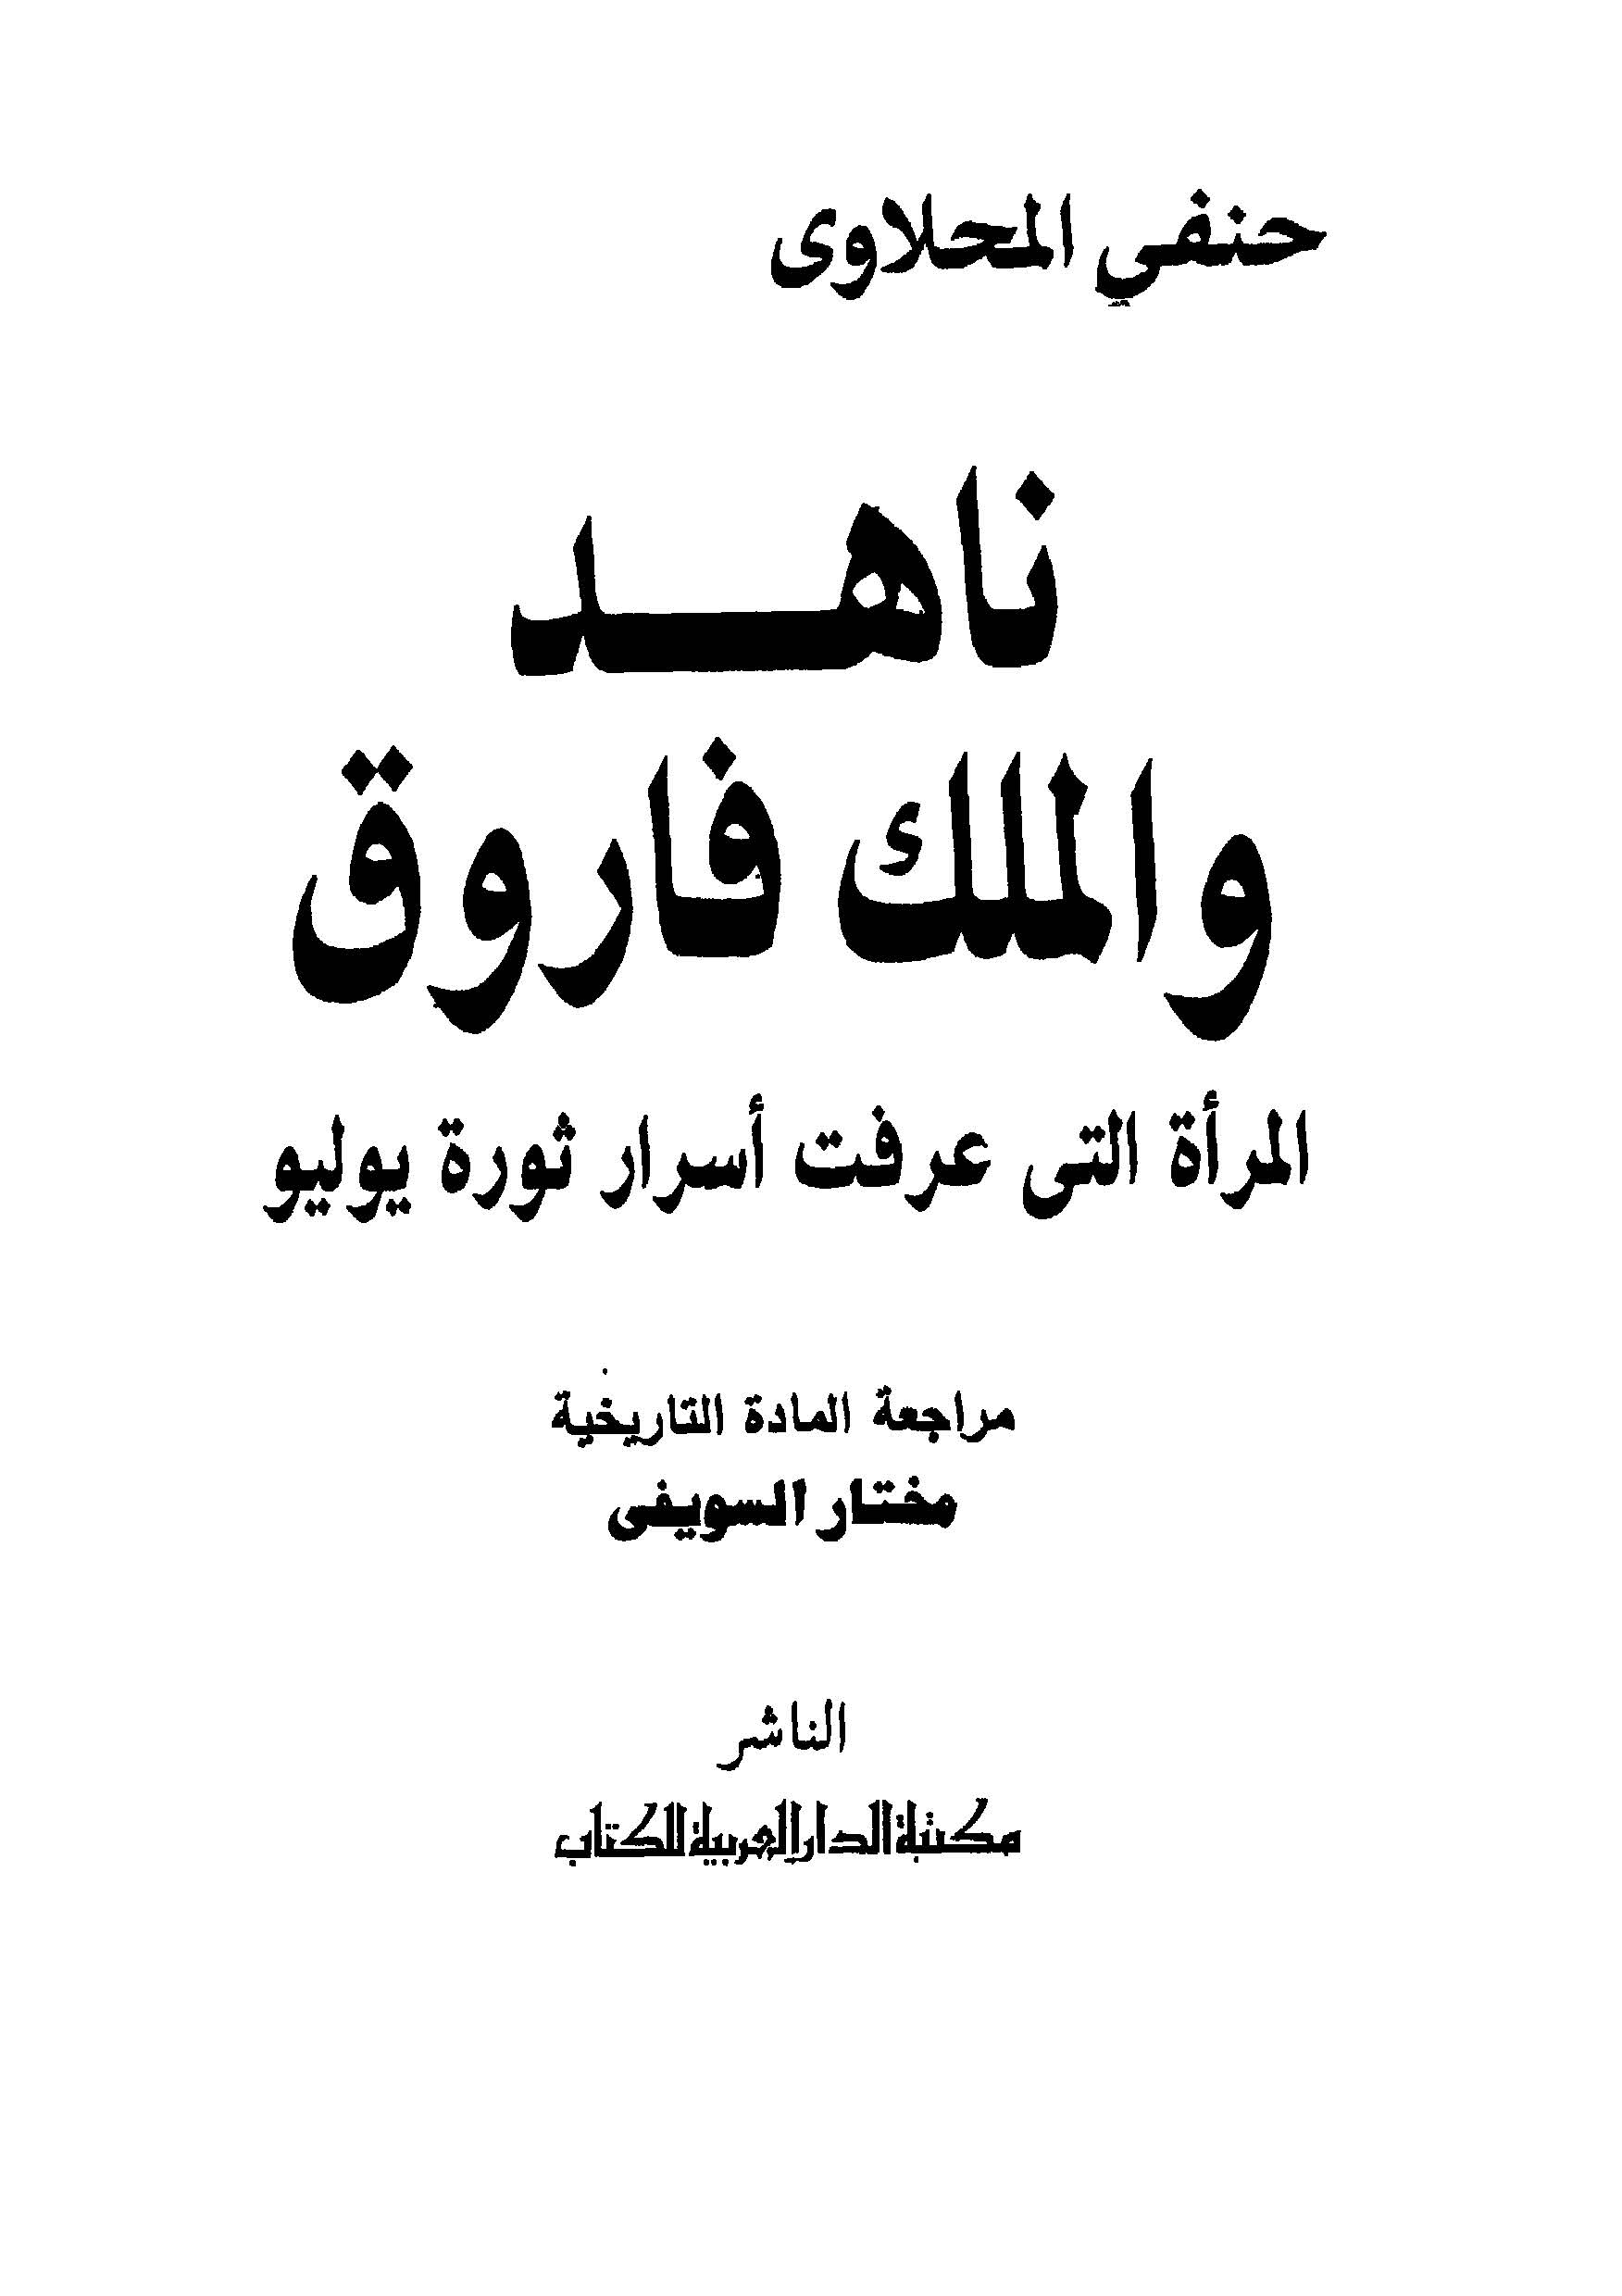 حنفي المحلاوى
ناهد
والملك فاروق
المرأة التى عرفت أسرار ثورة يوليو
مراجعة المادة التاريخية
مختار السويفى
الناشر
مكتبة الدار العربية للكتاب